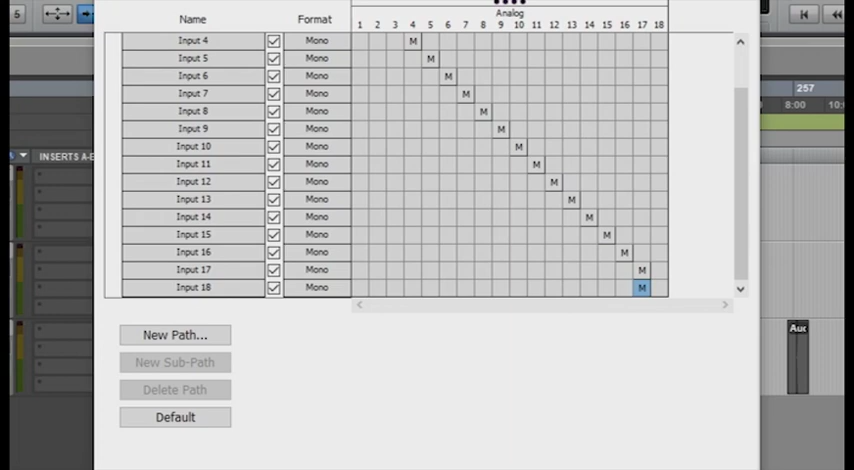 5
Name Format Analog
1 2 3 4 5 6 7 8 9 10 11 12 13 14 15 16 17 18
Input 4 Mono M
Input 5 Mono M
Input 6 Mono M
Input 7 Mono M
Input 8 Mono M
Input 9 Mono M
Input 10 Mono M
Input 11 Mono M
Input 12 Mono M
Input 13 Mono M
Input 14 Mono M
Input 15 Mono M
Input 16 Mono M
Input 17 Mono M
Input 18 Mono M
New Path...
New Sub-Path
Delete Path
Default
INSERTS A-E
257
8:00 10:0
Auc